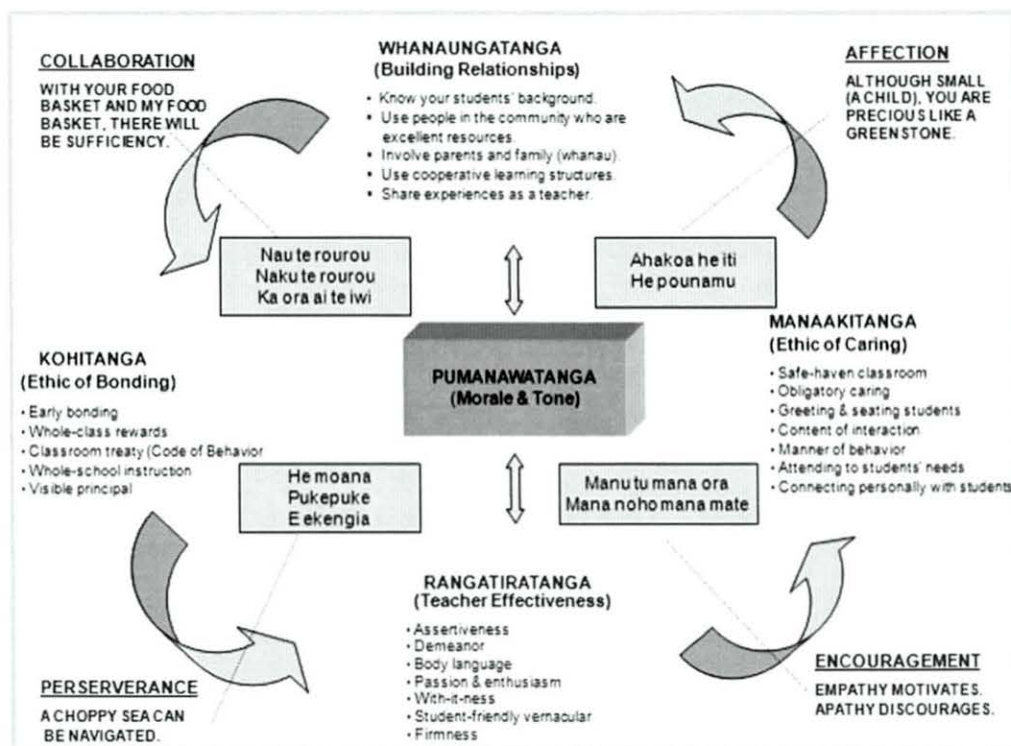 COLLABORATION
WITH YOUR FOOD
BASKET AND MY FOOD
BASKET, THERE WILL
BE SUFFICIENCY.
WHANAUNGATANGA
(Building Relationships)
• Know your students' background.
• Use people in the community who are
excellent resources.
• Involve parents and family (whanau).
• Use cooperative learning structures.
• Share experiences as a teacher.
AFFECTION
ALTHOUGH SMALL
(A CHILD), YOU ARE
PRECIOUS LIKE A
GREENSTONE.
Nau te rourou
Naku te rourou
Ka ora ai te iwi
Ahakoa he iti
He pounamu
KOHITANGA
(Ethic of Bonding)
• Early bonding
• Whole-class rewards
• Classroom treaty (Code of Behavior
• Whole-school instruction
• Visible principal
PUMANAWATANGA
(Morale & Tone)
MANAAKITANGA
(Ethic of Caring)
• Safe-haven classroom
• Obligatory caring
• Greeting & seating students
• Content of interaction
• Manner of behavior
• Attending to students' needs
• Connecting personally with students
He moana
Pukepuke
E ekengia
Manu tu mana ora
Mana noho mana mate
RANGATIRATANGA
(Teacher Effectiveness)
• Assertiveness
• Demeanor
• Body language
• Passion & enthusiasm
• With-it-ness
• Student-friendly vernacular
• Firmness
PERSERVERANCE
A CHOPPY SEA CAN
BE NAVIGATED.
ENCOURAGEMENT
EMPATHY MOTIVATES.
APATHY DISCOURAGES.